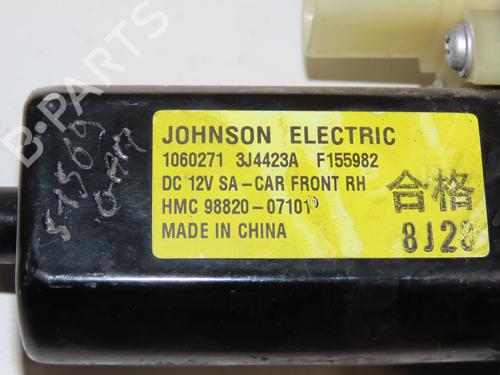 B-PARTS
JOHNSON ELECTRIC
1060271 3J4423A F155982
DC 12V SA-CAR FRONT RH
HMC 98820-07101
MADE IN CHINA
合格
8J28